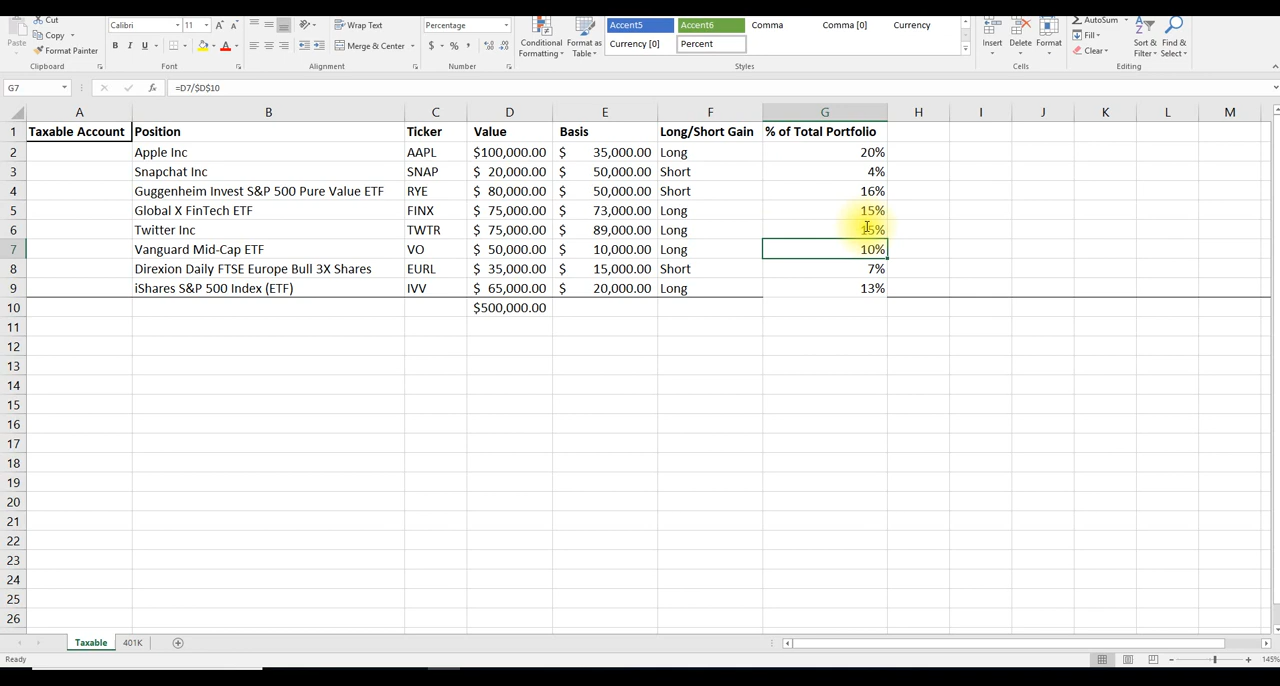 Cut
Copy
Format Painter
Paste
Clipboard
Calibri 11
B I U
Font
Wrap Text
Merge & Center
Alignment
Percentage
$ % ,
Number
Conditional Formatting
Format as Table
Accent5 Accent6 Comma Comma [0] Currency
Currency [0] Percent
Styles
Insert Delete Format
Cells
AutoSum
Fill
Clear
Sort & Filter
Find & Select
Editing
G7 fx =D7/$D$10
A B C D E F G H I J K L M
1 Taxable Account Position Ticker Value Basis Long/Short Gain % of Total Portfolio
2 Apple Inc AAPL $100,000.00 $ 35,000.00 Long 20%
3 Snapchat Inc SNAP $ 20,000.00 $ 50,000.00 Short 4%
4 Guggenheim Invest S&P 500 Pure Value ETF RYE $ 80,000.00 $ 50,000.00 Short 16%
5 Global X FinTech ETF FINX $ 75,000.00 $ 73,000.00 Long 15%
6 Twitter Inc TWTR $ 75,000.00 $ 89,000.00 Long 15%
7 Vanguard Mid-Cap ETF VO $ 50,000.00 $ 10,000.00 Long 10%
8 Direxion Daily FTSE Europe Bull 3X Shares EURL $ 35,000.00 $ 15,000.00 Short 7%
9 iShares S&P 500 Index (ETF) IVV $ 65,000.00 $ 20,000.00 Long 13%
10 $500,000.00
11
12
13
14
15
16
17
18
19
20
21
22
23
24
25
26
Taxable 401K
Ready 145%